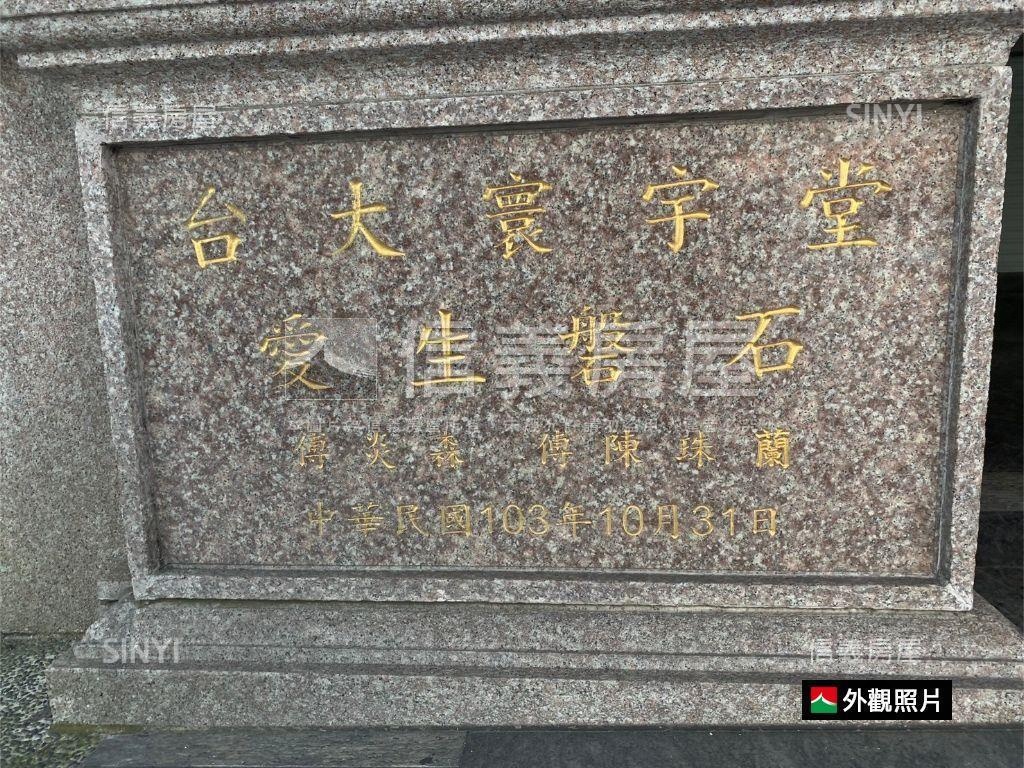 信義房屋 SINYI
台大寰宇堂
愛生磐石
信義房屋
傅炎森 傅陳珠蘭
中華民國103年10月31日
SINYI 信義房屋
外觀照片